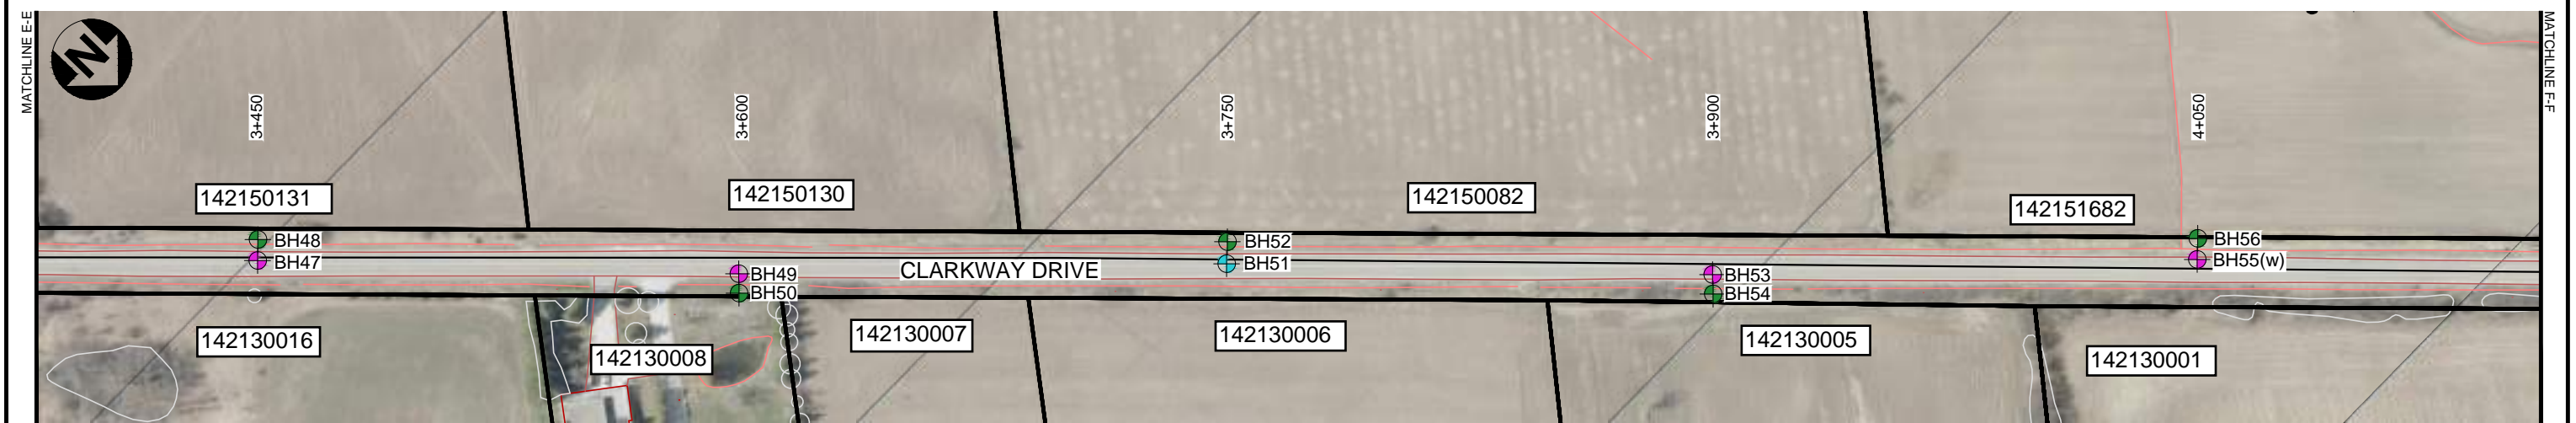 MATCHLINE E-E
N
3+450
3+600
3+750
3+900
4+050
MATCHLINE F-F
142150131
142150130
142150082
142151682
BH48
BH47
BH49
BH50
CLARKWAY DRIVE
BH52
BH51
BH53
BH54
BH56
BH55(w)
142130016
142130008
142130007
142130006
142130005
142130001